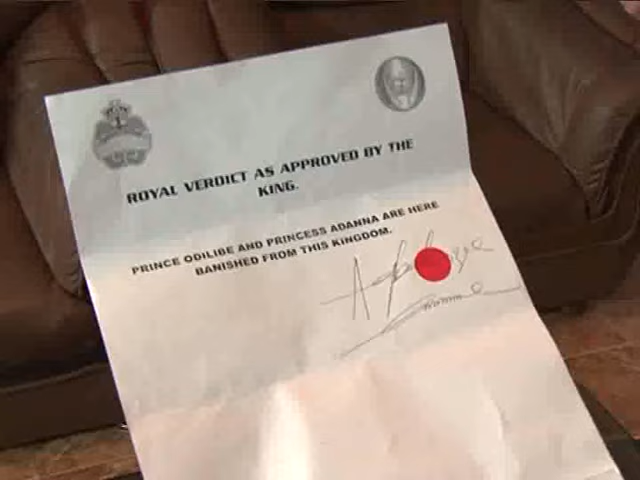 ROYAL VERDICT AS APPROVED BY THE
KING.
PRINCE ODILIBE AND PRINCESS ADANNA ARE HERE
BANISHED FROM THIS KINGDOM.